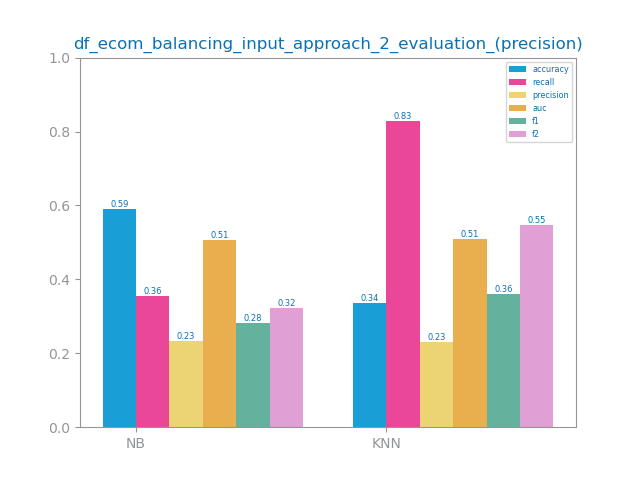 df_ecom_balancing_input_approach_2_evaluation_(precision)
1.0
0.8
0.6
0.4
0.2
0.0
accuracy
recall
precision
auc
f1
f2
0.59
0.36
0.23
0.51
0.28
0.32
0.34
0.83
0.23
0.51
0.36
0.55
NB
KNN